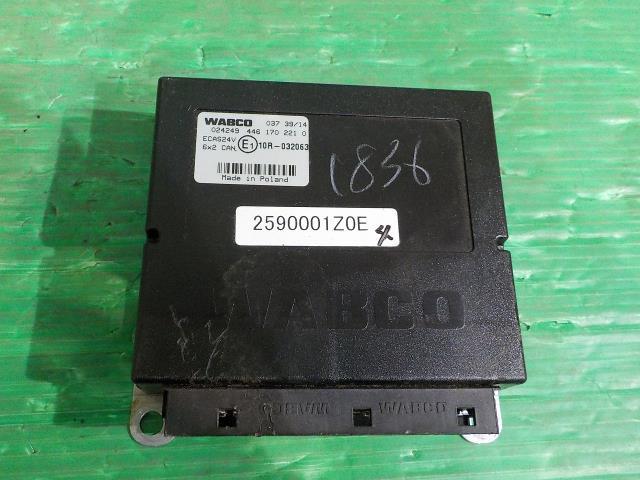 WABCO 037 39/14
024249 446 170 221 0
ECAS24V
6x2 CAN. E1 10R-032063
Made in Poland
1836
2590001Z0E
4
WABCO
WABCO WABCO